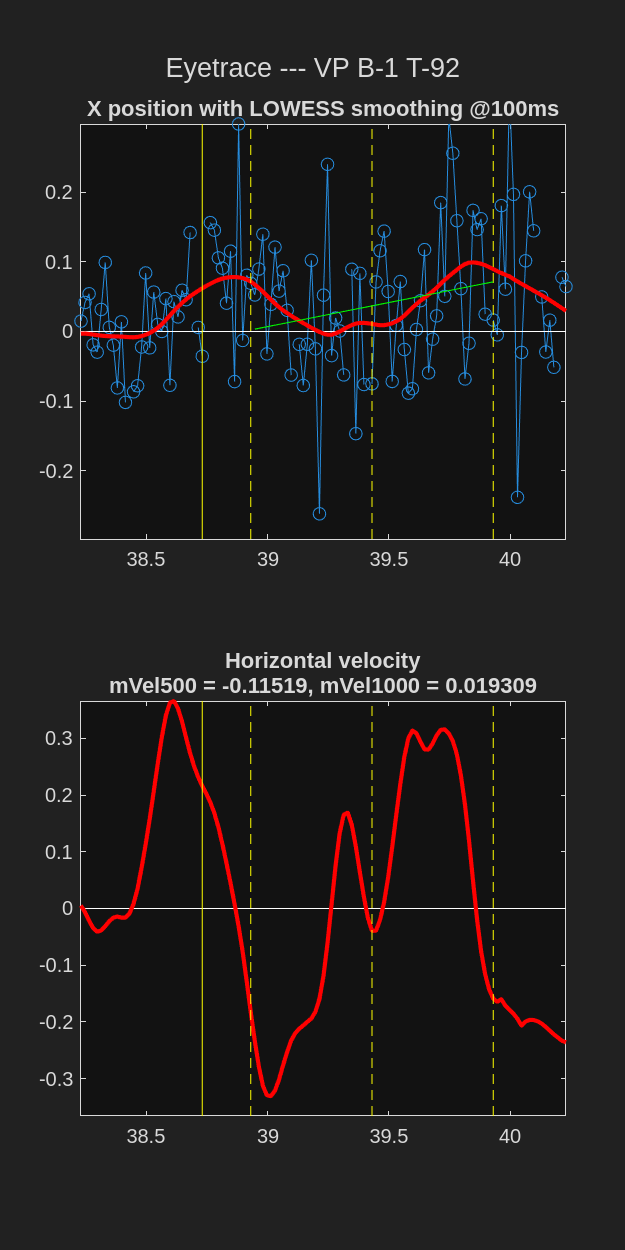 Eyetrace --- VP B-1 T-92
X position with LOWESS smoothing @100ms
0.2
0.1
0
-0.1
-0.2
38.5 39 39.5 40
Horizontal velocity
mVel500 = -0.11519, mVel1000 = 0.019309
0.3
0.2
0.1
0
-0.1
-0.2
-0.3
38.5 39 39.5 40